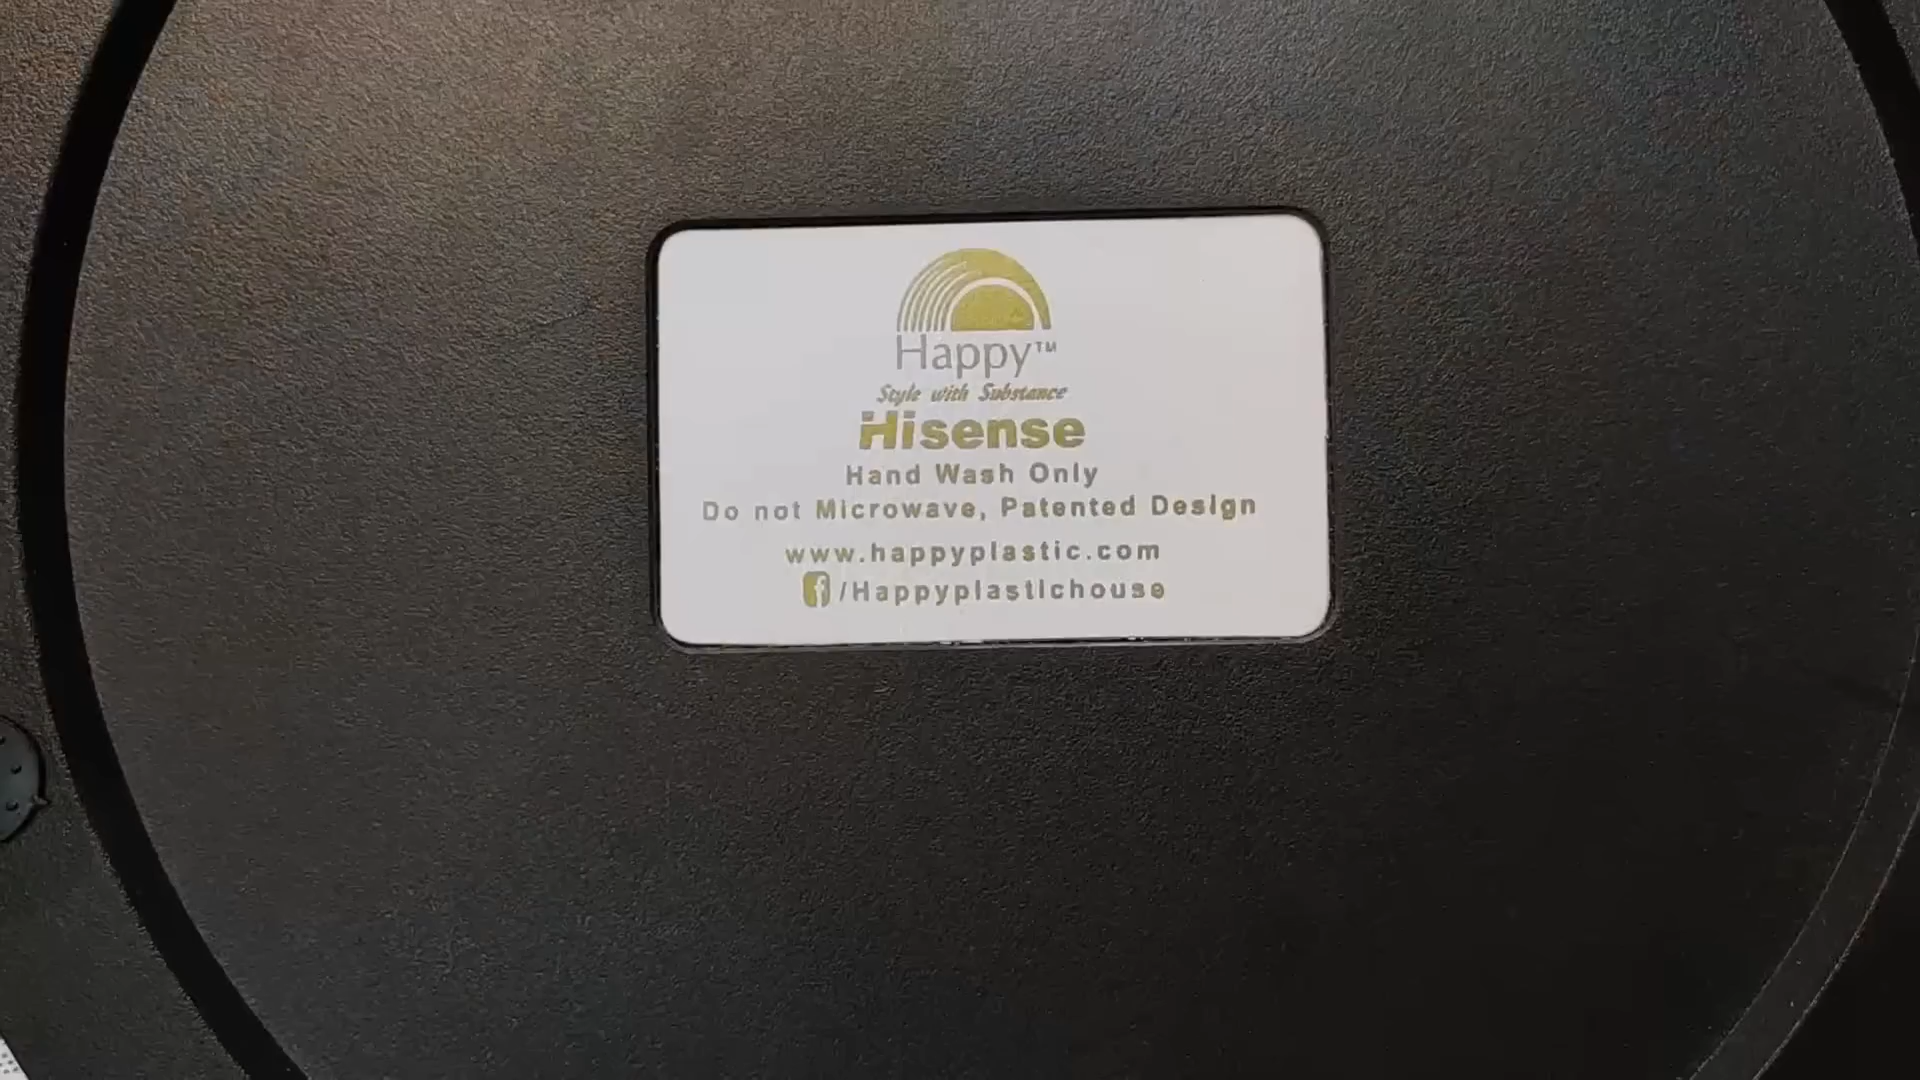 Happy™
Style with Substance
Hisense
Hand Wash Only
Do not Microwave, Patented Design
www.happyplastic.com
f/Happyplastichouse